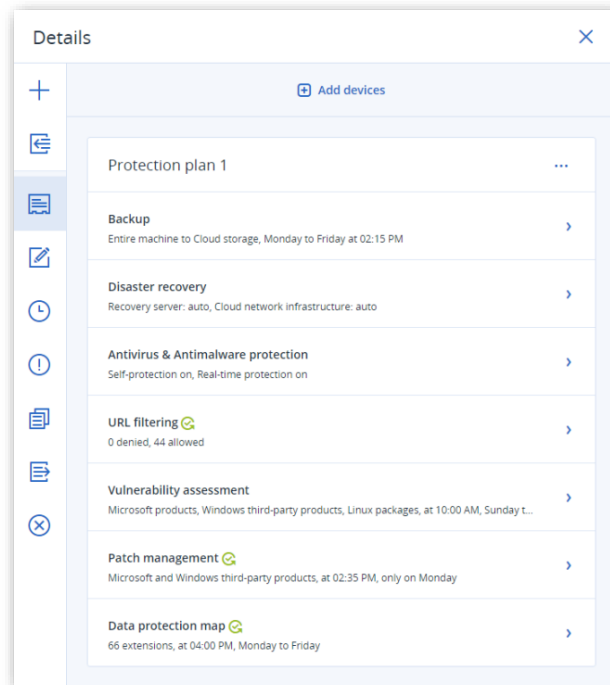 Details
Add devices
Protection plan 1
Backup
Entire machine to Cloud storage, Monday to Friday at 02:15 PM
Disaster recovery
Recovery server: auto, Cloud network infrastructure: auto
Antivirus & Antimalware protection
Self-protection on, Real-time protection on
URL filtering
0 denied, 44 allowed
Vulnerability assessment
Microsoft products, Windows third-party products, Linux packages, at 10:00 AM, Sunday t...
Patch management
Microsoft and Windows third-party products, at 02:35 PM, only on Monday
Data protection map
66 extensions, at 04:00 PM, Monday to Friday